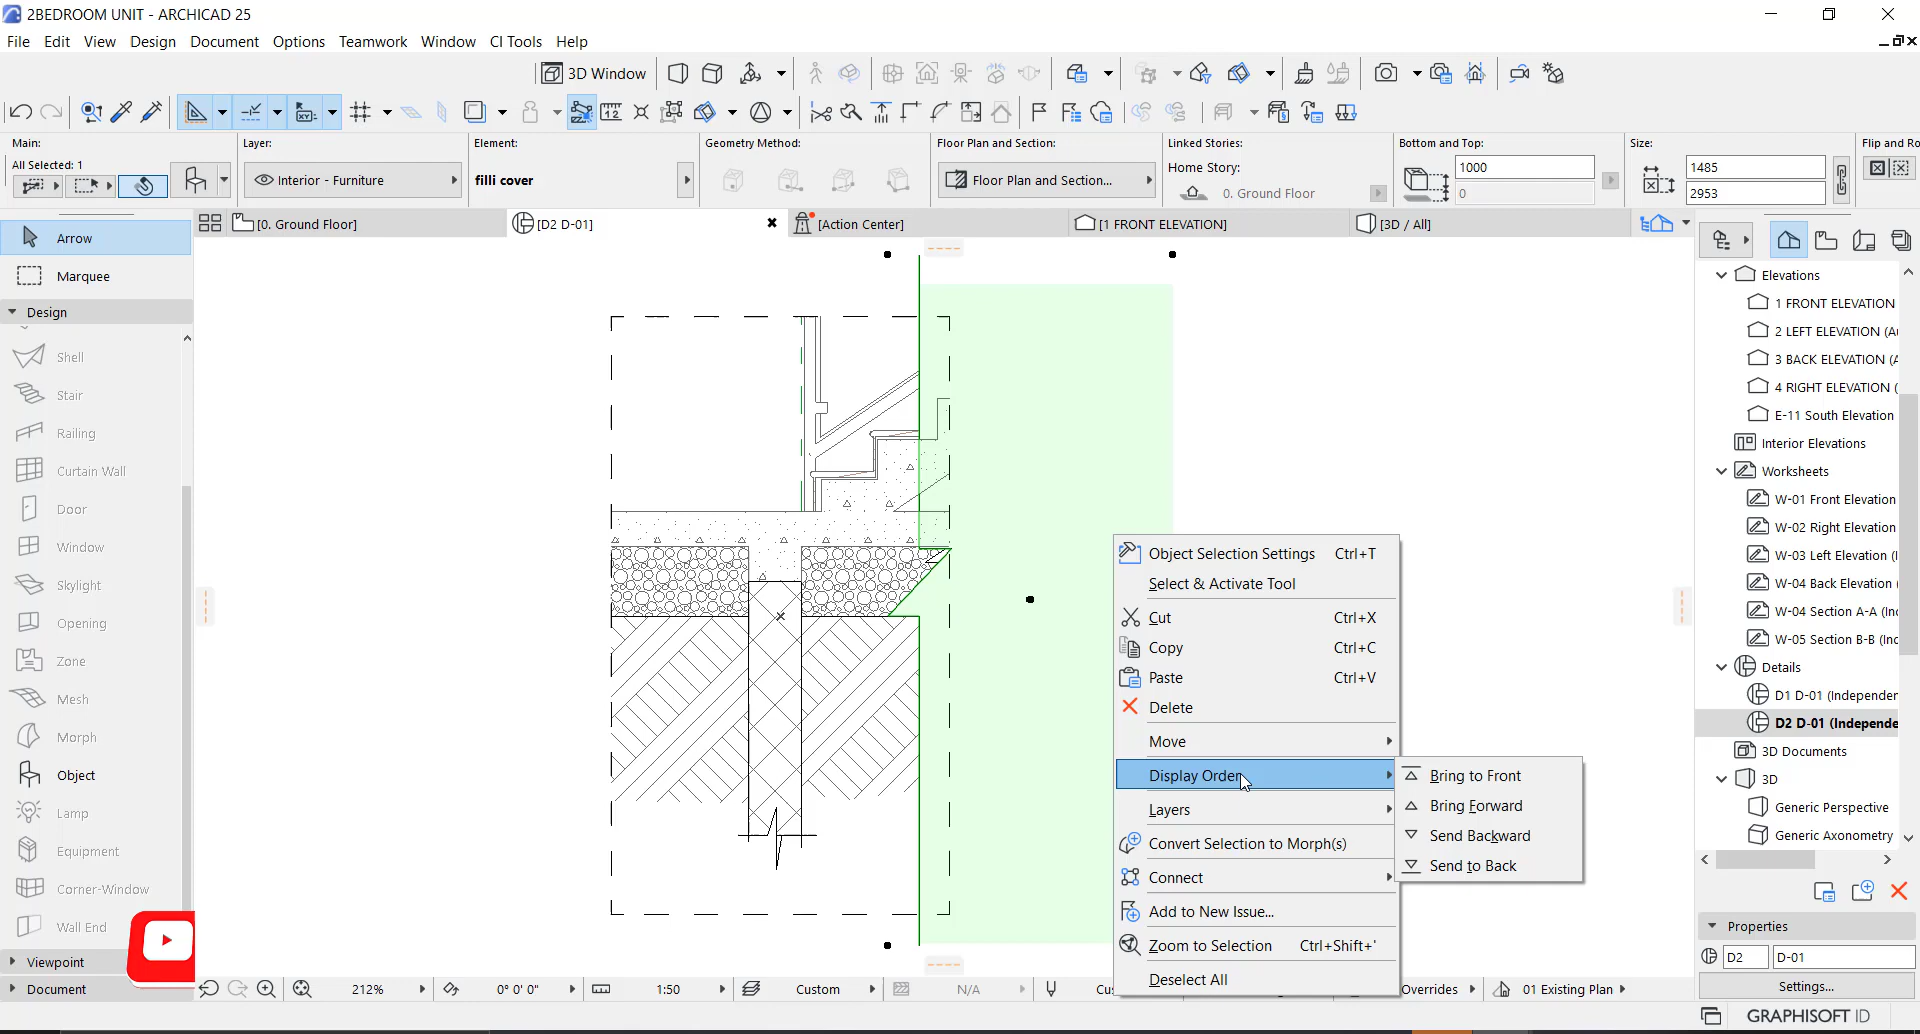 2BEDROOM UNIT - ARCHICAD 25
File Edit View Design Document Options Teamwork Window CI Tools Help
3D Window
Main:
All Selected: 1
Layer:
Interior - Furniture
Element:
filli cover
Geometry Method:
Floor Plan and Section:
Floor Plan and Section...
Linked Stories:
Home Story:
0. Ground Floor
Bottom and Top:
1000
0
Size:
1485
2953
Flip and Ro
[0. Ground Floor]
[D2 D-01]
[Action Center]
[1 FRONT ELEVATION]
[3D / All]
Arrow
Marquee
Design
Shell
Stair
Railing
Curtain Wall
Door
Window
Skylight
Opening
Zone
Mesh
Morph
Object
Lamp
Equipment
Corner-Window
Wall End
Viewpoint
Document
Object Selection Settings Ctrl+T
Select & Activate Tool
Cut Ctrl+X
Copy Ctrl+C
Paste Ctrl+V
Delete
Move
Display Order
Layers
Convert Selection to Morph(s)
Connect
Add to New Issue...
Zoom to Selection Ctrl+Shift+'
Deselect All
Bring to Front
Bring Forward
Send Backward
Send to Back
Elevations
1 FRONT ELEVATION
2 LEFT ELEVATION (Au
3 BACK ELEVATION (A
4 RIGHT ELEVATION (
E-11 South Elevation
Interior Elevations
Worksheets
W-01 Front Elevation
W-02 Right Elevation
W-03 Left Elevation (I
W-04 Back Elevation
W-04 Section A-A (Inc
W-05 Section B-B (Inc
Details
D1 D-01 (Independen
D2 D-01 (Independe
3D Documents
3D
Generic Perspective
Generic Axonometry
Properties
D2
D-01
Settings...
212%
0° 0' 0"
1:50
Custom
N/A
Cu
Overrides
01 Existing Plan
GRAPHISOFT ID